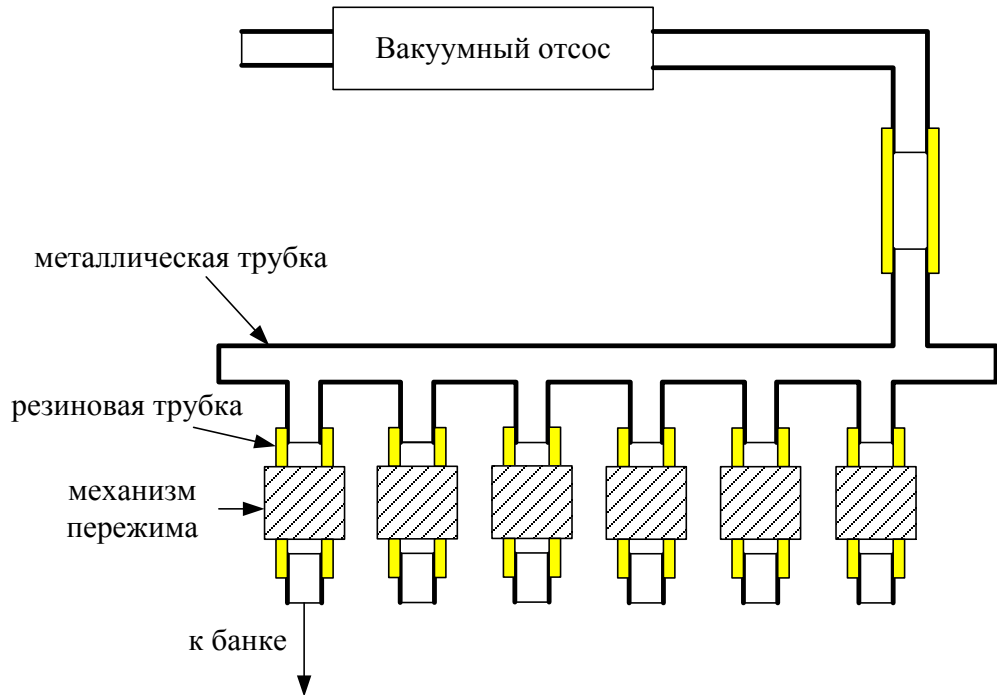 Вакуумный отсос
металлическая трубка
резиновая трубка
механизм
пережима
к банке